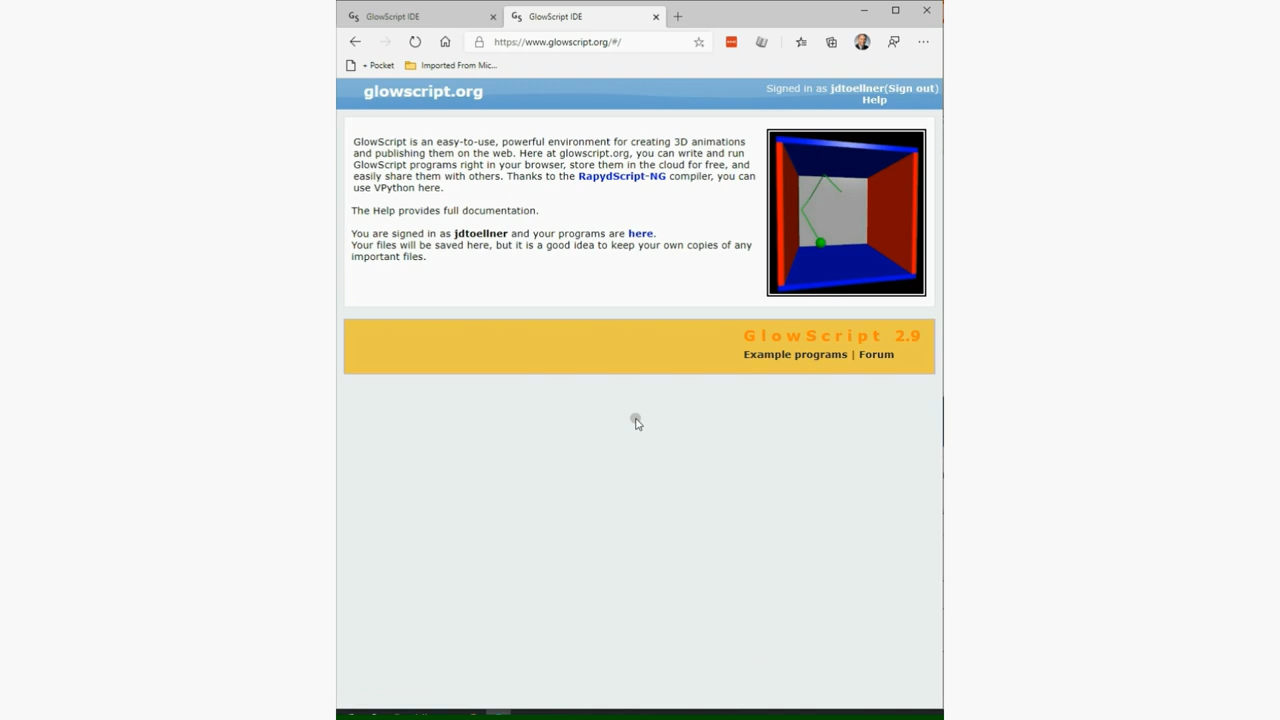 GS GlowScript IDE
GS GlowScript IDE
https://www.glowscript.org/#/
+ Pocket
Imported From Mic...
glowscript.org
Signed in as jdtoellner(Sign out)
Help
GlowScript is an easy-to-use, powerful environment for creating 3D animations
and publishing them on the web. Here at glowscript.org, you can write and run
GlowScript programs right in your browser, store them in the cloud for free, and
easily share them with others. Thanks to the RapydScript-NG compiler, you can
use VPython here.
The Help provides full documentation.
You are signed in as jdtoellner and your programs are here.
Your files will be saved here, but it is a good idea to keep your own copies of any
important files.
GlowScript 2.9
Example programs | Forum